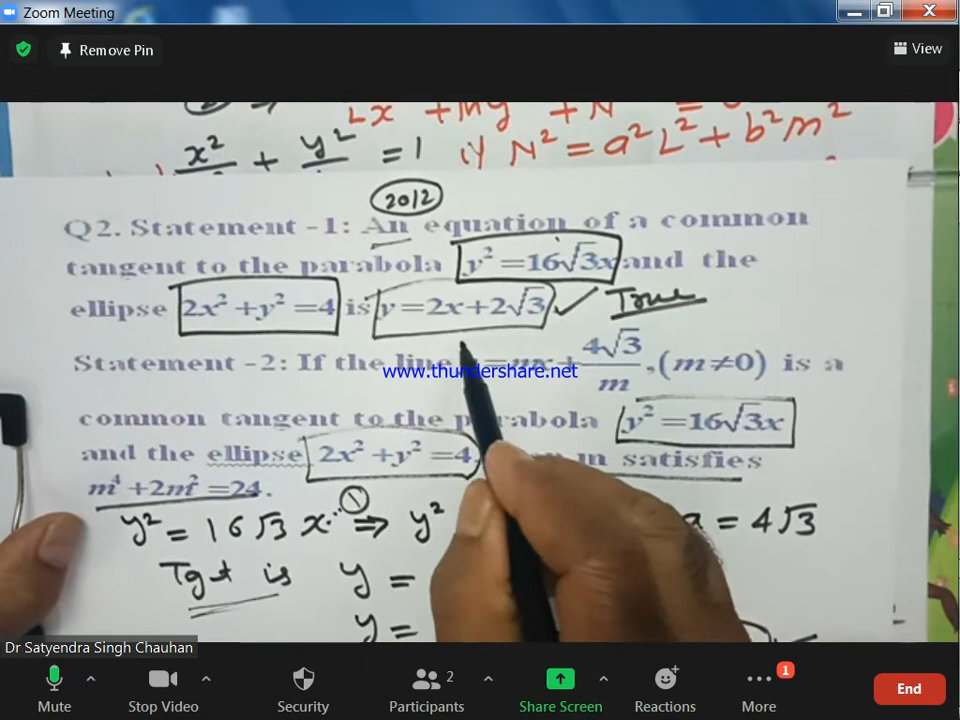 Zoom Meeting
Remove Pin
View
Lx + my + N =
x² + y² = 1 iy N² = a²L² + b²m²
2012
Q2. Statement -1: An equation of a common
tangent to the parabola y² =16√3x and the
ellipse 2x² +y² =4 is y =2x+2√3 True
Statement -2: If the line = mx + 4√3/m ,(m≠0) is a
www.thundershare.net
common tangent to the parabola y² =16√3x
and the ellipse 2x² +y² =4, m satisfies
m⁴ +2m² =24.
y² = 16√3 x ... ① ⇒ y² = 4√3
Tgt is y =
y =
Dr Satyendra Singh Chauhan
Mute
Stop Video
Security
2
Participants
Share Screen
Reactions
1
More
End